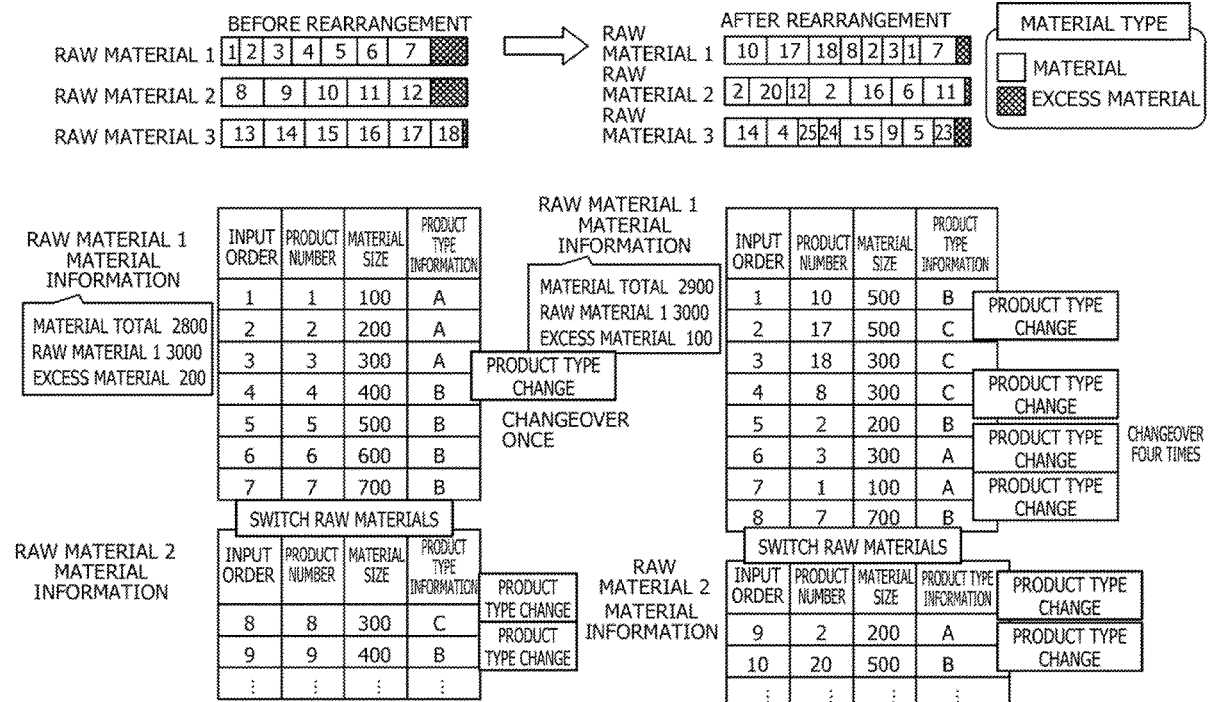 BEFORE REARRANGEMENT
RAW MATERIAL 1 1 2 3 4 5 6 7
RAW MATERIAL 2 8 9 10 11 12
RAW MATERIAL 3 13 14 15 16 17 18
AFTER REARRANGEMENT
RAW
MATERIAL 1 10 17 18 8 2 3 1 7
RAW
MATERIAL 2 2 20 12 2 16 6 11
RAW
MATERIAL 3 14 4 25 24 15 9 5 23
MATERIAL TYPE
MATERIAL
EXCESS MATERIAL
RAW MATERIAL 1
MATERIAL
INFORMATION
MATERIAL TOTAL 2800
RAW MATERIAL 1 3000
EXCESS MATERIAL 200
INPUT ORDER PRODUCT NUMBER MATERIAL SIZE PRODUCT TYPE INFORMATION
1 1 100 A
2 2 200 A
3 3 300 A
4 4 400 B
5 5 500 B
6 6 600 B
7 7 700 B
PRODUCT TYPE
CHANGE
CHANGEOVER
ONCE
SWITCH RAW MATERIALS
RAW MATERIAL 2
MATERIAL
INFORMATION
INPUT ORDER PRODUCT NUMBER MATERIAL SIZE PRODUCT TYPE INFORMATION
8 8 300 C
9 9 400 B
⋮ ⋮ ⋮ ⋮
PRODUCT
TYPE CHANGE
PRODUCT
TYPE CHANGE
RAW MATERIAL 1
MATERIAL
INFORMATION
MATERIAL TOTAL 2900
RAW MATERIAL 1 3000
EXCESS MATERIAL 100
INPUT ORDER PRODUCT NUMBER MATERIAL SIZE PRODUCT TYPE INFORMATION
1 10 500 B
2 17 500 C
3 18 300 C
4 8 300 C
5 2 200 B
6 3 300 A
7 1 100 A
8 7 700 B
PRODUCT TYPE
CHANGE
PRODUCT TYPE
CHANGE
PRODUCT TYPE
CHANGE
PRODUCT TYPE
CHANGE
CHANGEOVER
FOUR TIMES
SWITCH RAW MATERIALS
RAW
MATERIAL 2
MATERIAL
INFORMATION
INPUT ORDER PRODUCT NUMBER MATERIAL SIZE PRODUCT TYPE INFORMATION
9 2 200 A
10 20 500 B
⋮ ⋮ ⋮ ⋮
PRODUCT TYPE
CHANGE
PRODUCT TYPE
CHANGE